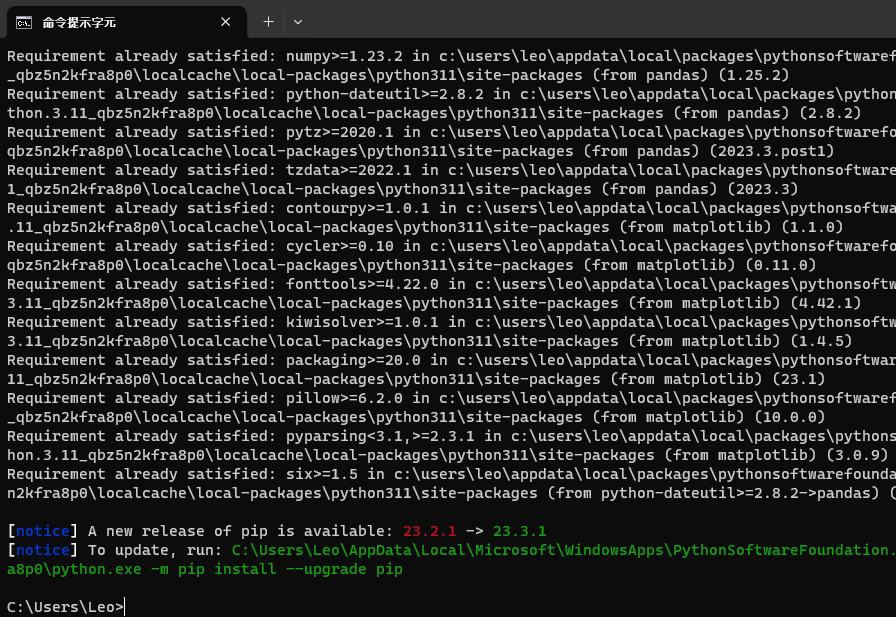 命令提示字元
Requirement already satisfied: numpy>=1.23.2 in c:\users\leo\appdata\local\packages\pythonsoftwaref
_qbz5n2kfra8p0\localcache\local-packages\python311\site-packages (from pandas) (1.25.2)
Requirement already satisfied: python-dateutil>=2.8.2 in c:\users\leo\appdata\local\packages\python
thon.3.11_qbz5n2kfra8p0\localcache\local-packages\python311\site-packages (from pandas) (2.8.2)
Requirement already satisfied: pytz>=2020.1 in c:\users\leo\appdata\local\packages\pythonsoftwarefo
qbz5n2kfra8p0\localcache\local-packages\python311\site-packages (from pandas) (2023.3.post1)
Requirement already satisfied: tzdata>=2022.1 in c:\users\leo\appdata\local\packages\pythonsoftware
1_qbz5n2kfra8p0\localcache\local-packages\python311\site-packages (from pandas) (2023.3)
Requirement already satisfied: contourpy>=1.0.1 in c:\users\leo\appdata\local\packages\pythonsoftwa
.11_qbz5n2kfra8p0\localcache\local-packages\python311\site-packages (from matplotlib) (1.1.0)
Requirement already satisfied: cycler>=0.10 in c:\users\leo\appdata\local\packages\pythonsoftwarefo
qbz5n2kfra8p0\localcache\local-packages\python311\site-packages (from matplotlib) (0.11.0)
Requirement already satisfied: fonttools>=4.22.0 in c:\users\leo\appdata\local\packages\pythonsoftw
3.11_qbz5n2kfra8p0\localcache\local-packages\python311\site-packages (from matplotlib) (4.42.1)
Requirement already satisfied: kiwisolver>=1.0.1 in c:\users\leo\appdata\local\packages\pythonsoftw
3.11_qbz5n2kfra8p0\localcache\local-packages\python311\site-packages (from matplotlib) (1.4.5)
Requirement already satisfied: packaging>=20.0 in c:\users\leo\appdata\local\packages\pythonsoftwar
11_qbz5n2kfra8p0\localcache\local-packages\python311\site-packages (from matplotlib) (23.1)
Requirement already satisfied: pillow>=6.2.0 in c:\users\leo\appdata\local\packages\pythonsoftwaref
_qbz5n2kfra8p0\localcache\local-packages\python311\site-packages (from matplotlib) (10.0.0)
Requirement already satisfied: pyparsing<3.1,>=2.3.1 in c:\users\leo\appdata\local\packages\pythons
hon.3.11_qbz5n2kfra8p0\localcache\local-packages\python311\site-packages (from matplotlib) (3.0.9)
Requirement already satisfied: six>=1.5 in c:\users\leo\appdata\local\packages\pythonsoftwarefounda
n2kfra8p0\localcache\local-packages\python311\site-packages (from python-dateutil>=2.8.2->pandas) (
[notice] A new release of pip is available: 23.2.1 -> 23.3.1
[notice] To update, run: C:\Users\Leo\AppData\Local\Microsoft\WindowsApps\PythonSoftwareFoundation.
a8p0\python.exe -m pip install --upgrade pip
C:\Users\Leo>